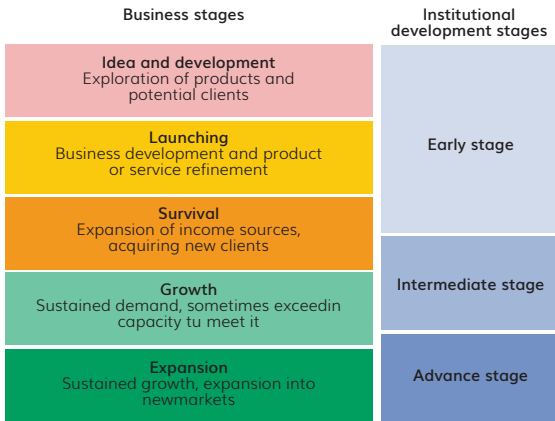 Business stages
Idea and development
Exploration of products and
potential clients
Launching
Business development and product
or service refinement
Survival
Expansion of income sources,
acquiring new clients
Growth
Sustained demand, sometimes exceedin
capacity tu meet it
Expansion
Sustained growth, expansion into
newmarkets
Institutional
development stages
Early stage
Intermediate stage
Advance stage